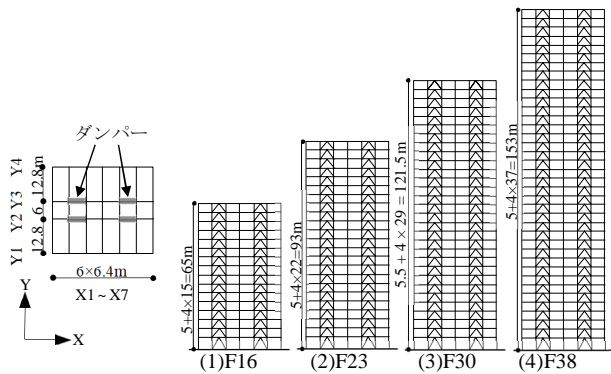 ダンパー
Y4
12.8m
Y3
6
Y2
12.8
Y1
6×6.4m
X1~X7
Y
X
5+4×15=65m
(1)F16
5+4×22=93m
(2)F23
5.5+4×29=121.5m
(3)F30
5+4×37=153m
(4)F38